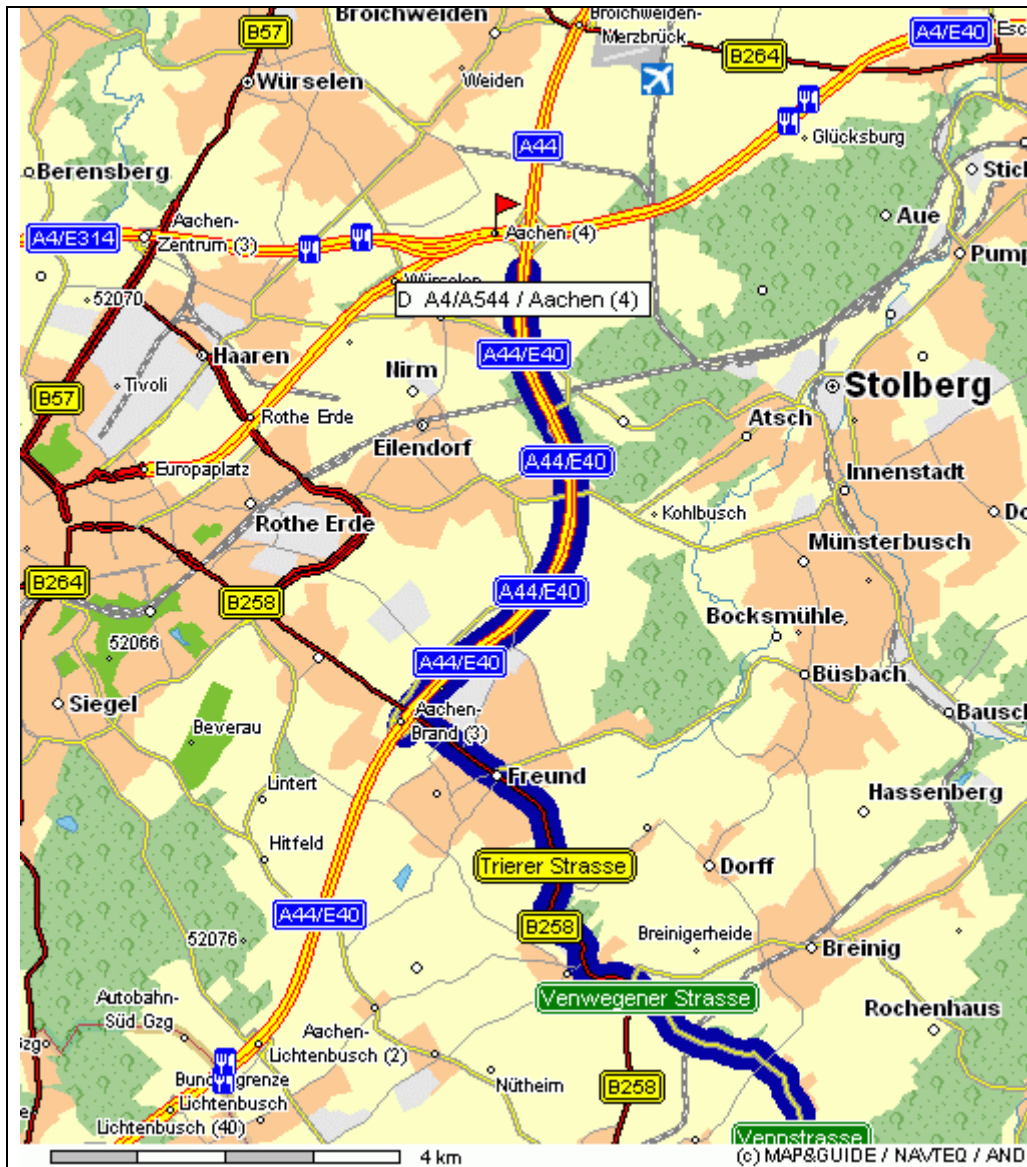 Broichweiden
Broichweiden-
Merzbrück
B57
A4/E40
B264
Würselen
Weiden
A44
Glücksburg
Berensberg
Aue
Aachen-
Zentrum (3)
A4/E314
Aachen (4)
Würselen
D A4/A544 / Aachen (4)
52070
Haaren
A44/E40
Nirm
Tivoli
Stolberg
B57
Rothe Erde
Atsch
Eilendorf
A44/E40
Europaplatz
Innenstadt
Rothe Erde
Kohlbusch
Münsterbusch
B264
A44/E40
B258
Bocksmühle
52066
A44/E40
Büsbach
Siegel
Aachen-
Brand (3)
Beverau
Freund
Lintert
Hassenberg
Hitfeld
Trierer Strasse
Dorff
A44/E40
B258
52076
Breinigerheide
Breinig
Venwegener Strasse
Autobahn-
Süd Gzg
Rochenhaus
Aachen-
Lichtenbusch (2)
Nütheim
Lichtenbusch
B258
Lichtenbusch (40)
Vennstrasse
4 km
(c) MAP&GUIDE / NAVTEQ / AND